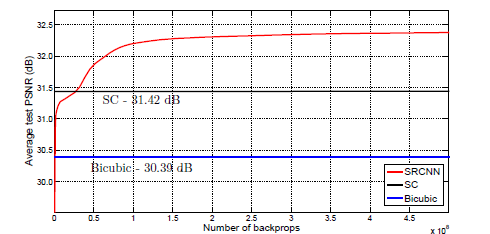 Average test PSNR (dB)
32.5
32.0
31.5
31.0
30.5
30.0
SC - 31.42 dB
Bicubic - 30.39 dB
SRCNN
SC
Bicubic
0 0.5 1 1.5 2 2.5 3 3.5 4 4.5
Number of backprops
x 10⁸